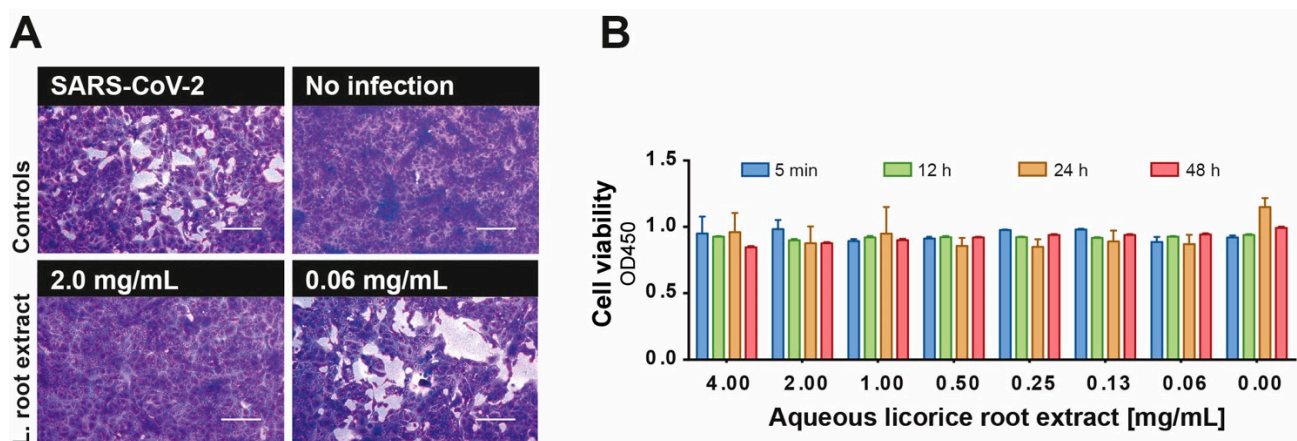 A
SARS-CoV-2
No infection
Controls
2.0 mg/mL
0.06 mg/mL
L. root extract
B
5 min
12 h
24 h
48 h
Cell viability
OD450
1.5
1.0
0.5
0.0
4.00
2.00
1.00
0.50
0.25
0.13
0.06
0.00
Aqueous licorice root extract [mg/mL]